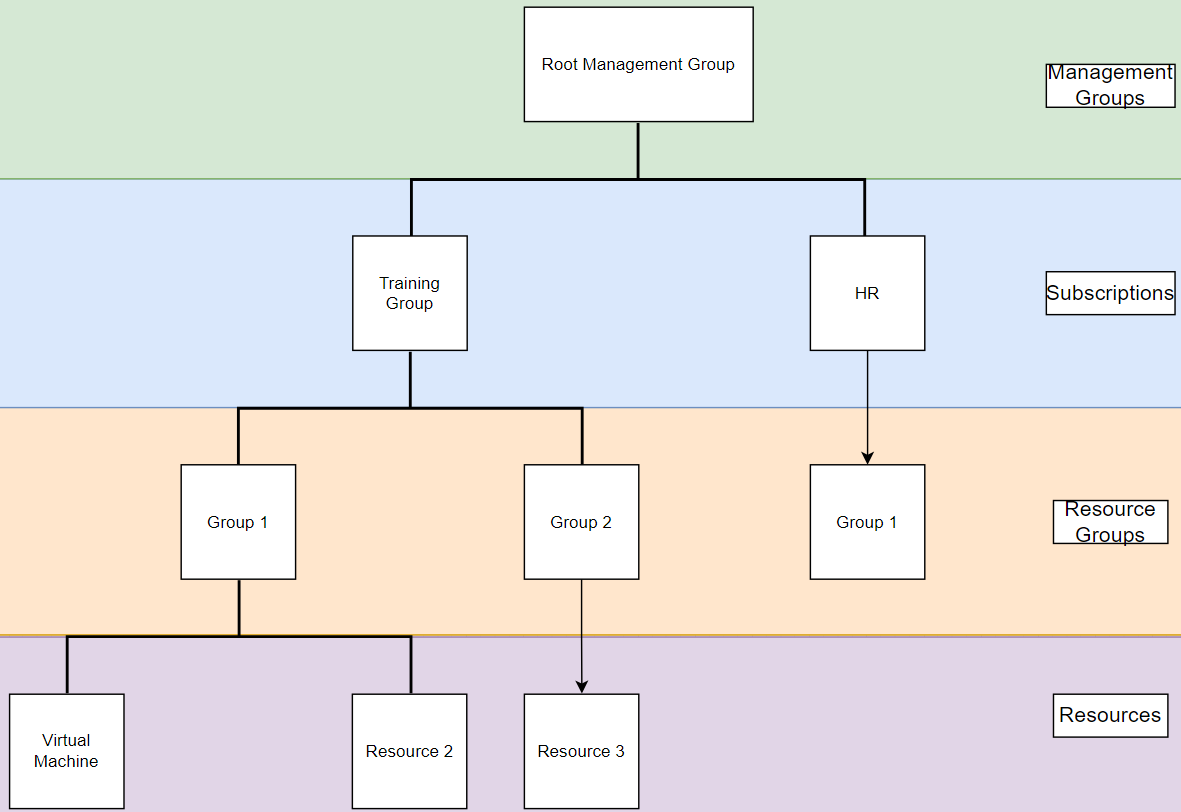 Root Management Group
Management
Groups
Training
Group
HR
Subscriptions
Group 1
Group 2
Group 1
Resource
Groups
Virtual
Machine
Resource 2
Resource 3
Resources